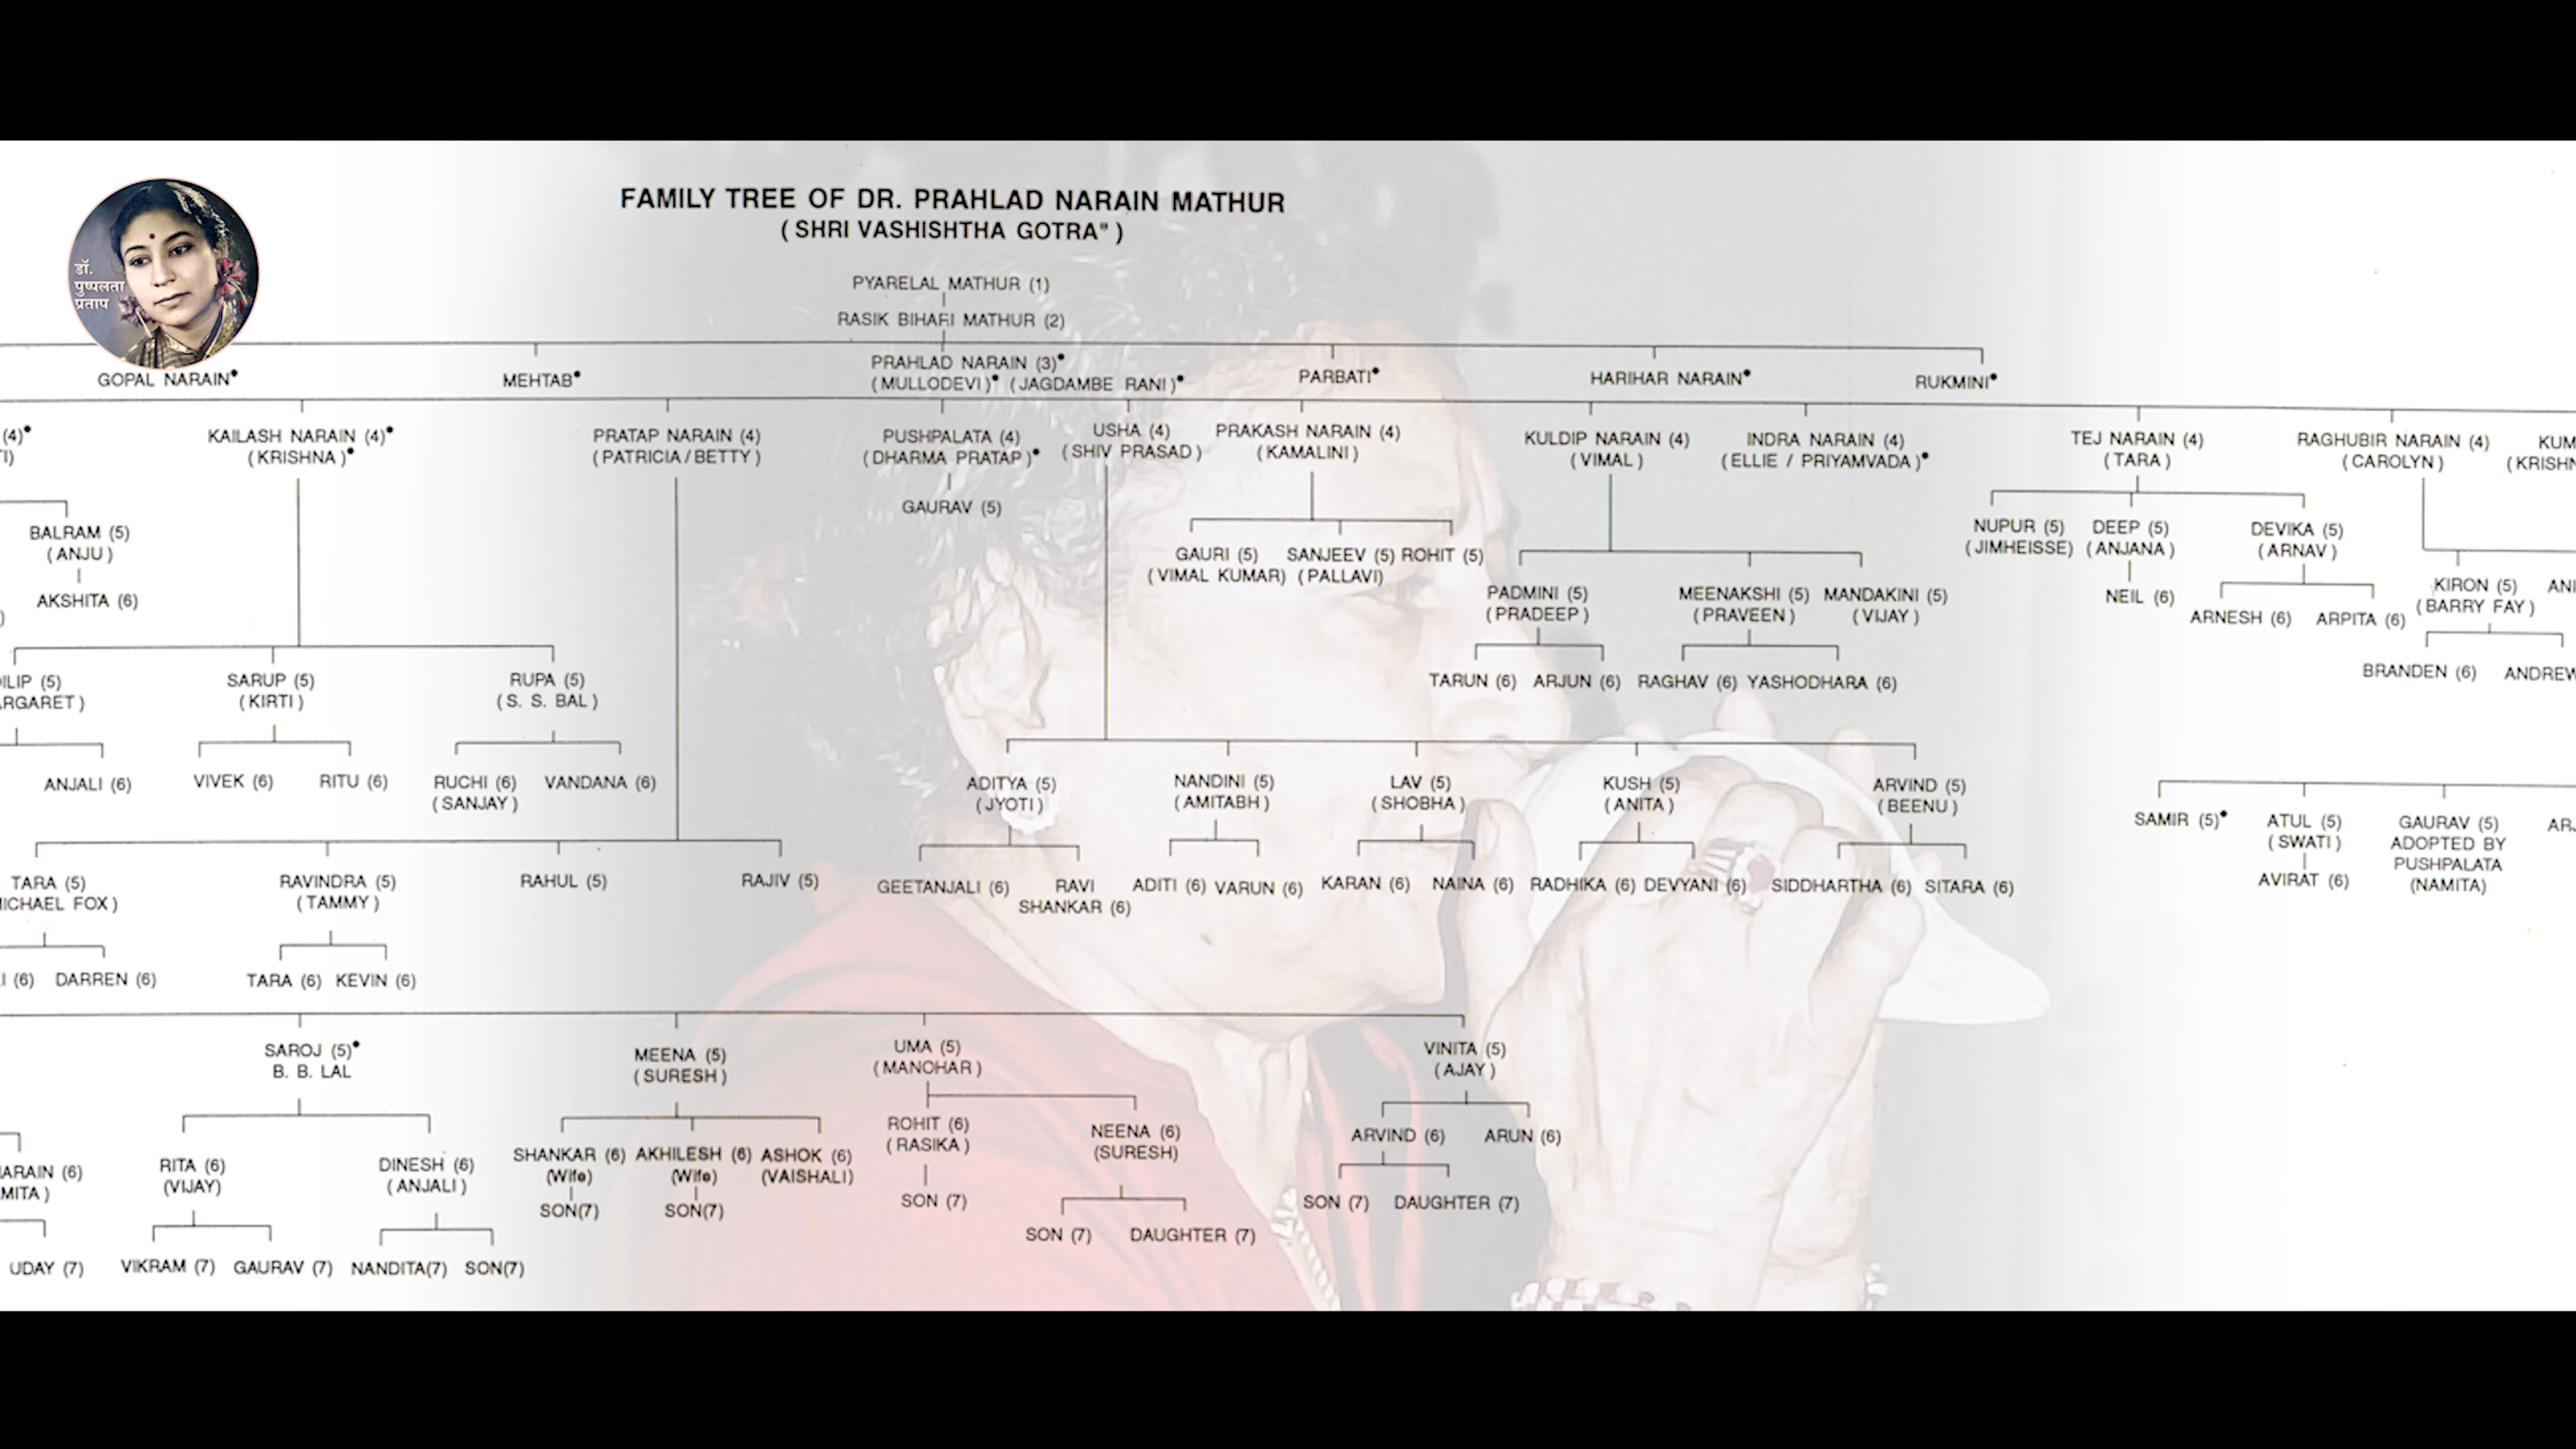 FAMILY TREE OF DR. PRAHLAD NARAIN MATHUR
( SHRI VASHISHTHA GOTRA" )
डॉ.
पुष्पलता
प्रताप
PYARELAL MATHUR (1)
RASIK BIHARI MATHUR (2)
GOPAL NARAIN• MEHTAB• PRAHLAD NARAIN (3)• PARBATI• HARIHAR NARAIN• RUKMINI•
( MULLODEVI )• ( JAGDAMBE RANI )•
(4)• KAILASH NARAIN (4)• PRATAP NARAIN (4) PUSHPALATA (4) USHA (4) PRAKASH NARAIN (4) KULDIP NARAIN (4) INDRA NARAIN (4) TEJ NARAIN (4) RAGHUBIR NARAIN (4)
( KRISHNA )• ( PATRICIA / BETTY ) ( DHARMA PRATAP )• ( SHIV PRASAD ) ( KAMALINI ) ( VIMAL ) ( ELLIE / PRIYAMVADA )• ( TARA ) ( CAROLYN )
GAURAV (5)
BALRAM (5) NUPUR (5) DEEP (5) DEVIKA (5)
( ANJU ) ( JIMHEISSE ) ( ANJANA ) ( ARNAV )
GAURI (5) SANJEEV (5) ROHIT (5)
( VIMAL KUMAR ) ( PALLAVI )
AKSHITA (6) PADMINI (5) MEENAKSHI (5) MANDAKINI (5) NEIL (6) KIRON (5)
( PRADEEP ) ( PRAVEEN ) ( VIJAY ) ARNESH (6) ARPITA (6) ( BARRY FAY )
ILIP (5) SARUP (5) RUPA (5) TARUN (6) ARJUN (6) RAGHAV (6) YASHODHARA (6) BRANDEN (6) ANDREW
RGARET ) ( KIRTI ) ( S. S. BAL )
ANJALI (6) VIVEK (6) RITU (6) RUCHI (6) VANDANA (6) ADITYA (5) NANDINI (5) LAV (5) KUSH (5) ARVIND (5)
( SANJAY ) ( JYOTI ) ( AMITABH ) ( SHOBHA ) ( ANITA ) ( BEENU )
SAMIR (5)• ATUL (5) GAURAV (5)
( SWATI ) ADOPTED BY
PUSHPALATA
AVIRAT (6) (NAMITA)
TARA (5) RAVINDRA (5) RAHUL (5) RAJIV (5) GEETANJALI (6) RAVI ADITI (6) VARUN (6) KARAN (6) NAINA (6) RADHIKA (6) DEVYANI (6) SIDDHARTHA (6) SITARA (6)
ICHAEL FOX ) ( TAMMY ) SHANKAR (6)
(6) DARREN (6) TARA (6) KEVIN (6)
SAROJ (5)• MEENA (5) UMA (5) VINITA (5)
B. B. LAL ( SURESH ) ( MANOHAR ) ( AJAY )
ROHIT (6) NEENA (6) ARVIND (6) ARUN (6)
( RASIKA ) (SURESH)
ARAIN (6) RITA (6) DINESH (6) SHANKAR (6) AKHILESH (6) ASHOK (6)
MITA ) (VIJAY) ( ANJALI ) (Wife) (Wife) (VAISHALI)
SON(7) SON(7) SON (7) SON (7) DAUGHTER (7)
SON (7) DAUGHTER (7)
UDAY (7) VIKRAM (7) GAURAV (7) NANDITA(7) SON(7)